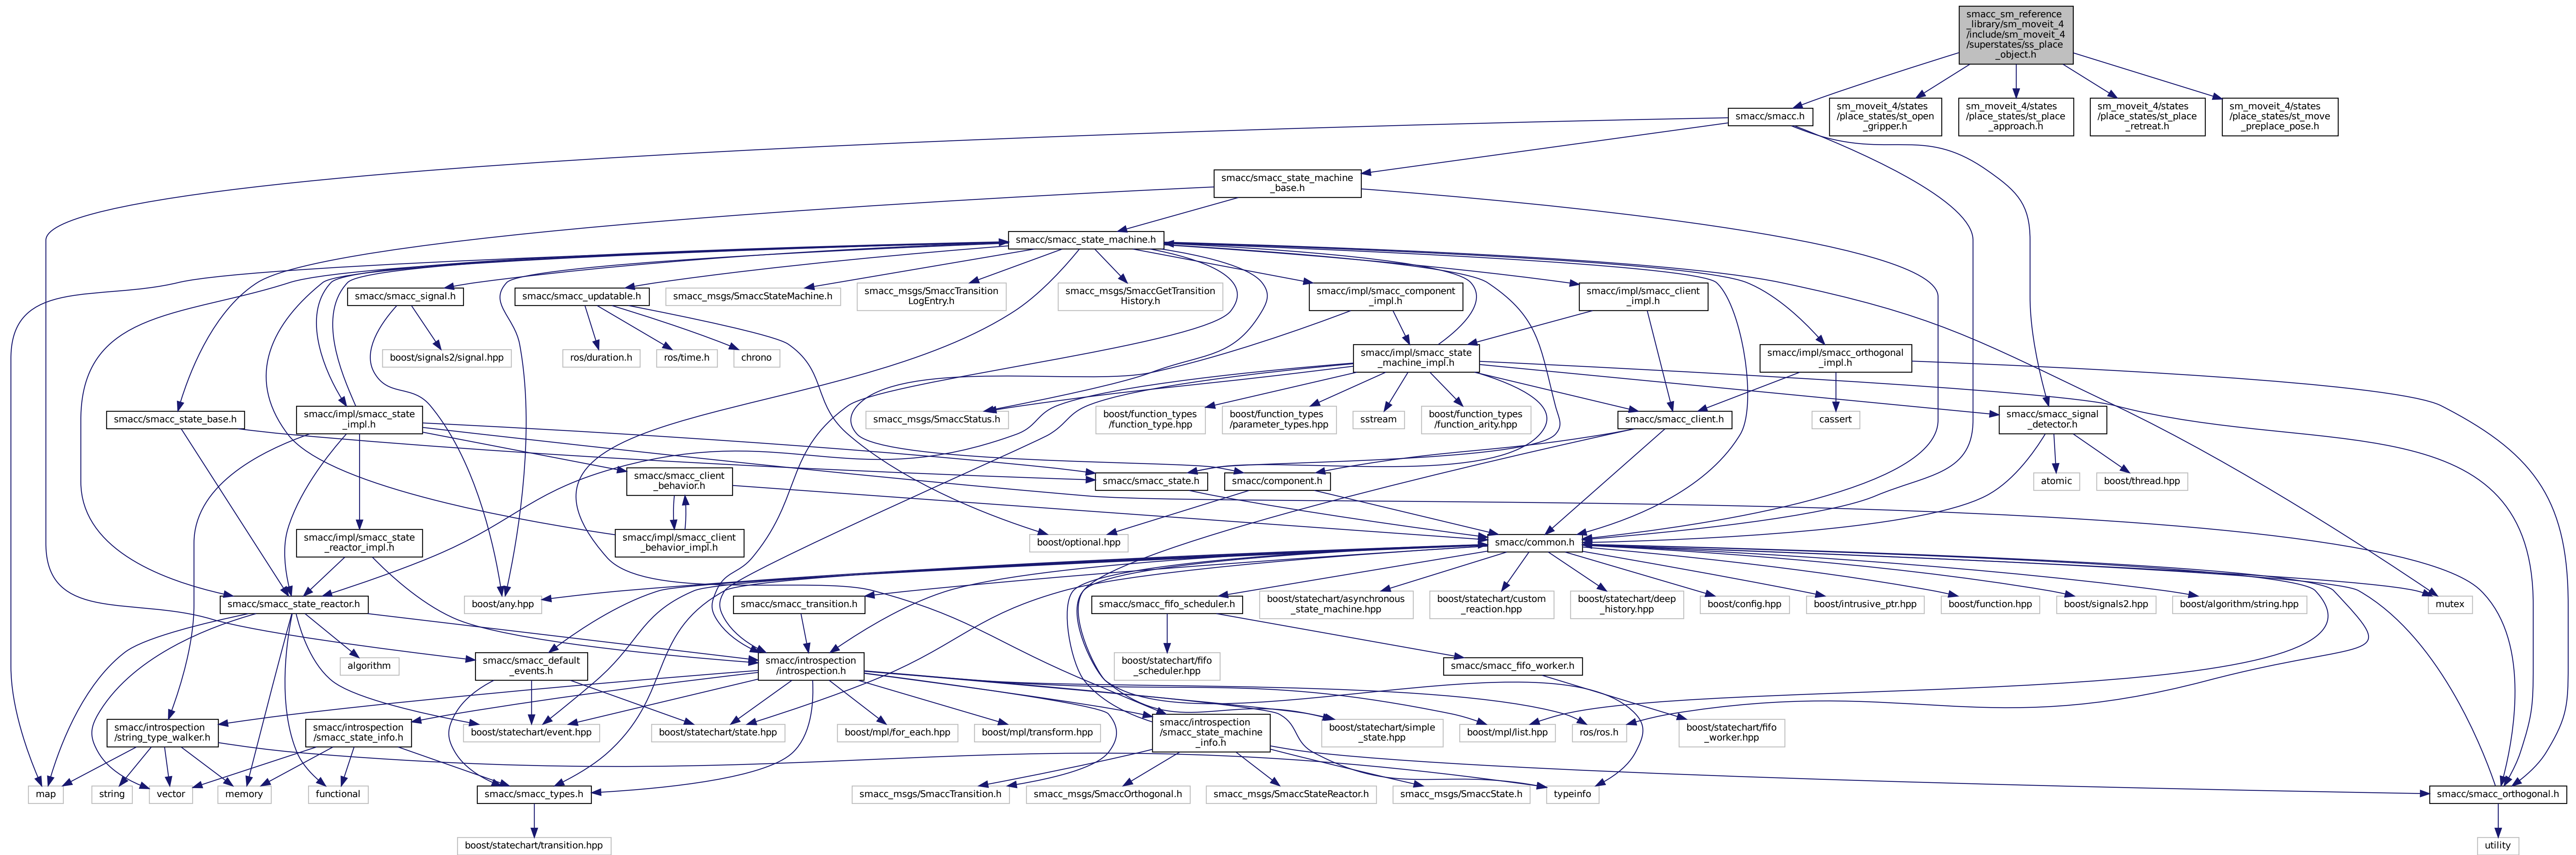 smacc_sm_reference
_library/sm_moveit_4
/include/sm_moveit_4
/superstates/ss_place
_object.h
smacc/smacc.h
sm_moveit_4/states
/place_states/st_open
_gripper.h
sm_moveit_4/states
/place_states/st_place
_approach.h
sm_moveit_4/states
/place_states/st_place
_retreat.h
sm_moveit_4/states
/place_states/st_move
_preplace_pose.h
smacc/smacc_state_machine
_base.h
smacc/smacc_state_machine.h
smacc/smacc_signal.h
smacc/smacc_updatable.h
smacc_msgs/SmaccStateMachine.h
smacc_msgs/SmaccTransition
LogEntry.h
smacc_msgs/SmaccGetTransition
History.h
smacc/impl/smacc_component
_impl.h
smacc/impl/smacc_client
_impl.h
boost/signals2/signal.hpp
ros/duration.h
ros/time.h
chrono
smacc/impl/smacc_state
_machine_impl.h
smacc/impl/smacc_orthogonal
_impl.h
smacc/smacc_state_base.h
smacc/impl/smacc_state
_impl.h
smacc_msgs/SmaccStatus.h
boost/function_types
/function_type.hpp
boost/function_types
/parameter_types.hpp
sstream
boost/function_types
/function_arity.hpp
smacc/smacc_client.h
cassert
smacc/smacc_signal
_detector.h
smacc/smacc_client
_behavior.h
smacc/smacc_state.h
smacc/component.h
atomic
boost/thread.hpp
smacc/impl/smacc_state
_reactor_impl.h
smacc/impl/smacc_client
_behavior_impl.h
boost/optional.hpp
smacc/common.h
smacc/smacc_state_reactor.h
boost/any.hpp
smacc/smacc_transition.h
smacc/smacc_fifo_scheduler.h
boost/statechart/asynchronous
_state_machine.hpp
boost/statechart/custom
_reaction.hpp
boost/statechart/deep
_history.hpp
boost/config.hpp
boost/intrusive_ptr.hpp
boost/function.hpp
boost/signals2.hpp
boost/algorithm/string.hpp
mutex
algorithm
smacc/smacc_default
_events.h
smacc/introspection
/introspection.h
boost/statechart/fifo
_scheduler.hpp
smacc/smacc_fifo_worker.h
smacc/introspection
/string_type_walker.h
smacc/introspection
/smacc_state_info.h
boost/statechart/event.hpp
boost/statechart/state.hpp
boost/mpl/for_each.hpp
boost/mpl/transform.hpp
smacc/introspection
/smacc_state_machine
_info.h
boost/statechart/simple
_state.hpp
boost/mpl/list.hpp
ros/ros.h
boost/statechart/fifo
_worker.hpp
map
string
vector
memory
functional
smacc/smacc_types.h
smacc_msgs/SmaccTransition.h
smacc_msgs/SmaccOrthogonal.h
smacc_msgs/SmaccStateReactor.h
smacc_msgs/SmaccState.h
typeinfo
smacc/smacc_orthogonal.h
boost/statechart/transition.hpp
utility